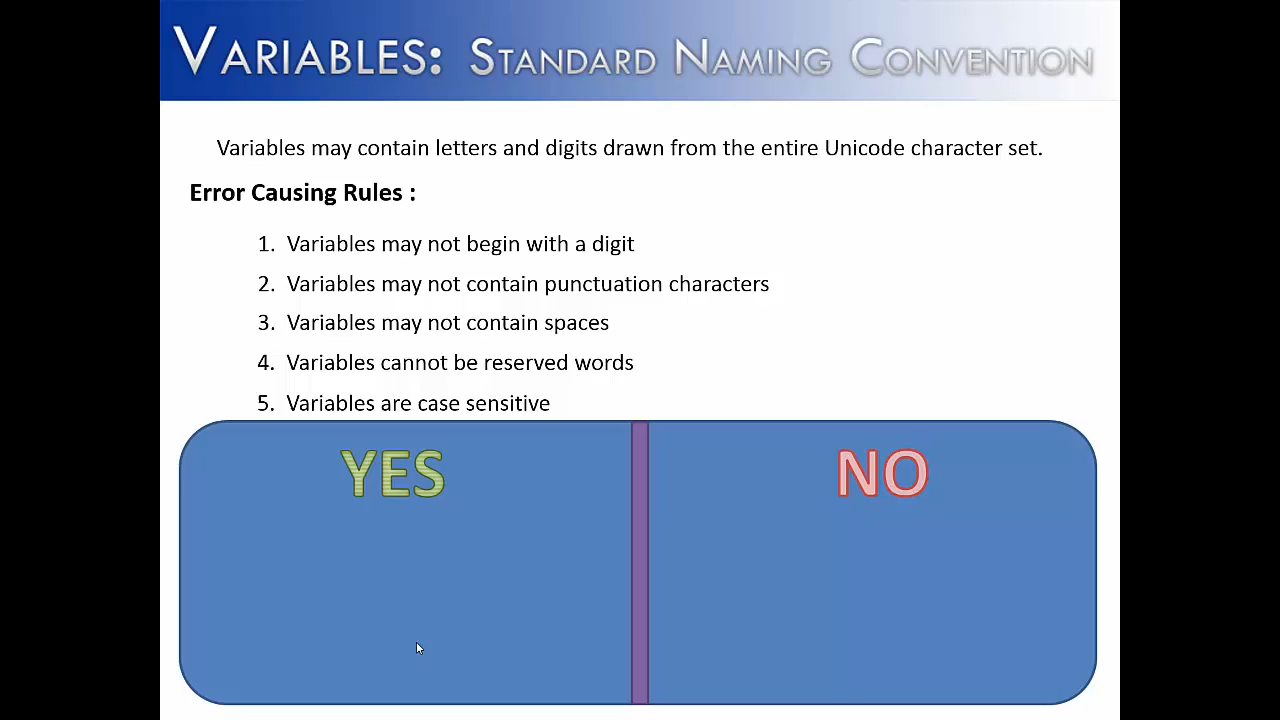 VARIABLES: STANDARD NAMING CONVENTION
Variables may contain letters and digits drawn from the entire Unicode character set.
Error Causing Rules :
1. Variables may not begin with a digit
2. Variables may not contain punctuation characters
3. Variables may not contain spaces
4. Variables cannot be reserved words
5. Variables are case sensitive
YES
NO